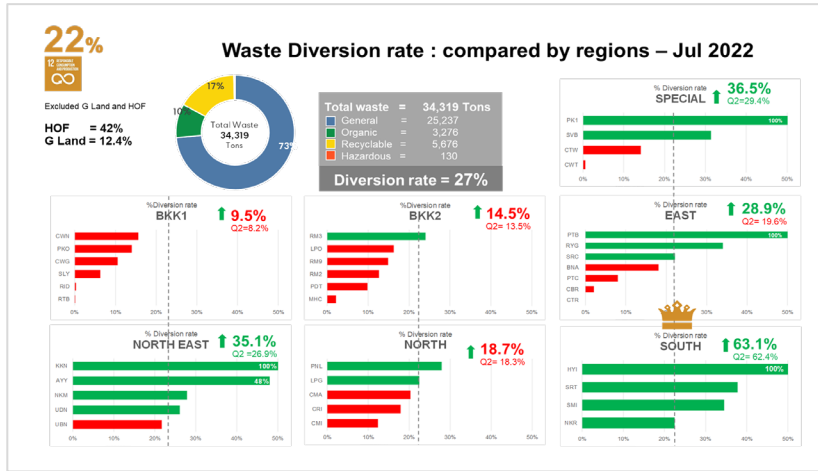 22%
12 RESPONSIBLE CONSUMPTION AND PRODUCTION
Waste Diversion rate : compared by regions – Jul 2022
Excluded G Land and HOF
HOF = 42%
G Land = 12.4%
17%
10%
73%
Total Waste
34,319
Tons
Total waste = 34,319 Tons
General = 25,237
Organic = 3,276
Recyclable = 5,676
Hazardous = 130
Diversion rate = 27%
% Diversion rate
SPECIAL
36.5%
Q2=29.4%
PK1
100%
SVB
CTW
CWT
0% 10% 20% 30% 40% 50%
%Diversion rate
BKK1
9.5%
Q2=8.2%
CWN
PKO
CWG
SLY
RID
RTB
0% 10% 20% 30% 40% 50%
%Diversion rate
BKK2
14.5%
Q2= 13.5%
RM3
LPO
RM9
RM2
PDT
MHC
0% 10% 20% 30% 40% 50%
%Diversion rate
EAST
28.9%
Q2= 19.6%
PTB
100%
RYG
SRC
BNA
PTC
CBR
CTR
0% 10% 20% 30% 40% 50%
% Diversion rate
NORTH EAST
35.1%
Q2 =26.9%
KKN
100%
AYY
48%
NKM
UDN
UBN
0% 10% 20% 30% 40% 50%
% Diversion rate
NORTH
18.7%
Q2= 18.3%
PNL
LPG
CMA
CRI
CMI
0% 10% 20% 30% 40% 50%
% Diversion rate
SOUTH
63.1%
Q2= 62.4%
HYI
100%
SRT
SMI
NKR
0% 10% 20% 30% 40% 50%